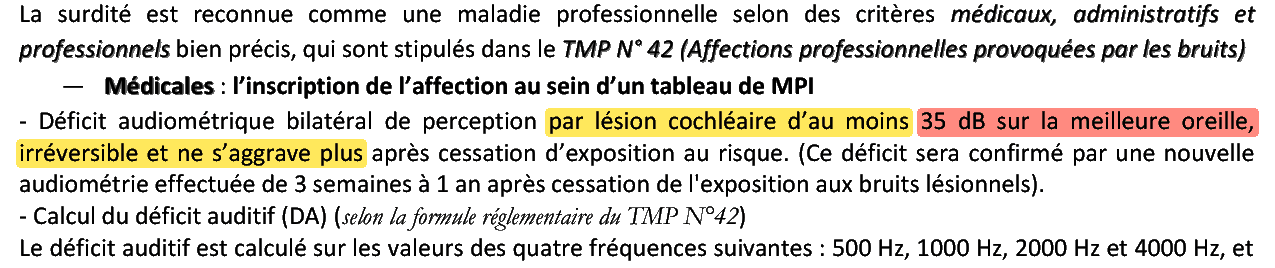 La surdité est reconnue comme une maladie professionnelle selon des critères médicaux, administratifs et
professionnels bien précis, qui sont stipulés dans le TMP N° 42 (Affections professionnelles provoquées par les bruits)
— Médicales : l’inscription de l’affection au sein d’un tableau de MPI
- Déficit audiométrique bilatéral de perception par lésion cochléaire d’au moins 35 dB sur la meilleure oreille,
irréversible et ne s’aggrave plus après cessation d’exposition au risque. (Ce déficit sera confirmé par une nouvelle
audiométrie effectuée de 3 semaines à 1 an après cessation de l'exposition aux bruits lésionnels).
- Calcul du déficit auditif (DA) (selon la formule réglementaire du TMP N°42)
Le déficit auditif est calculé sur les valeurs des quatre fréquences suivantes : 500 Hz, 1000 Hz, 2000 Hz et 4000 Hz, et